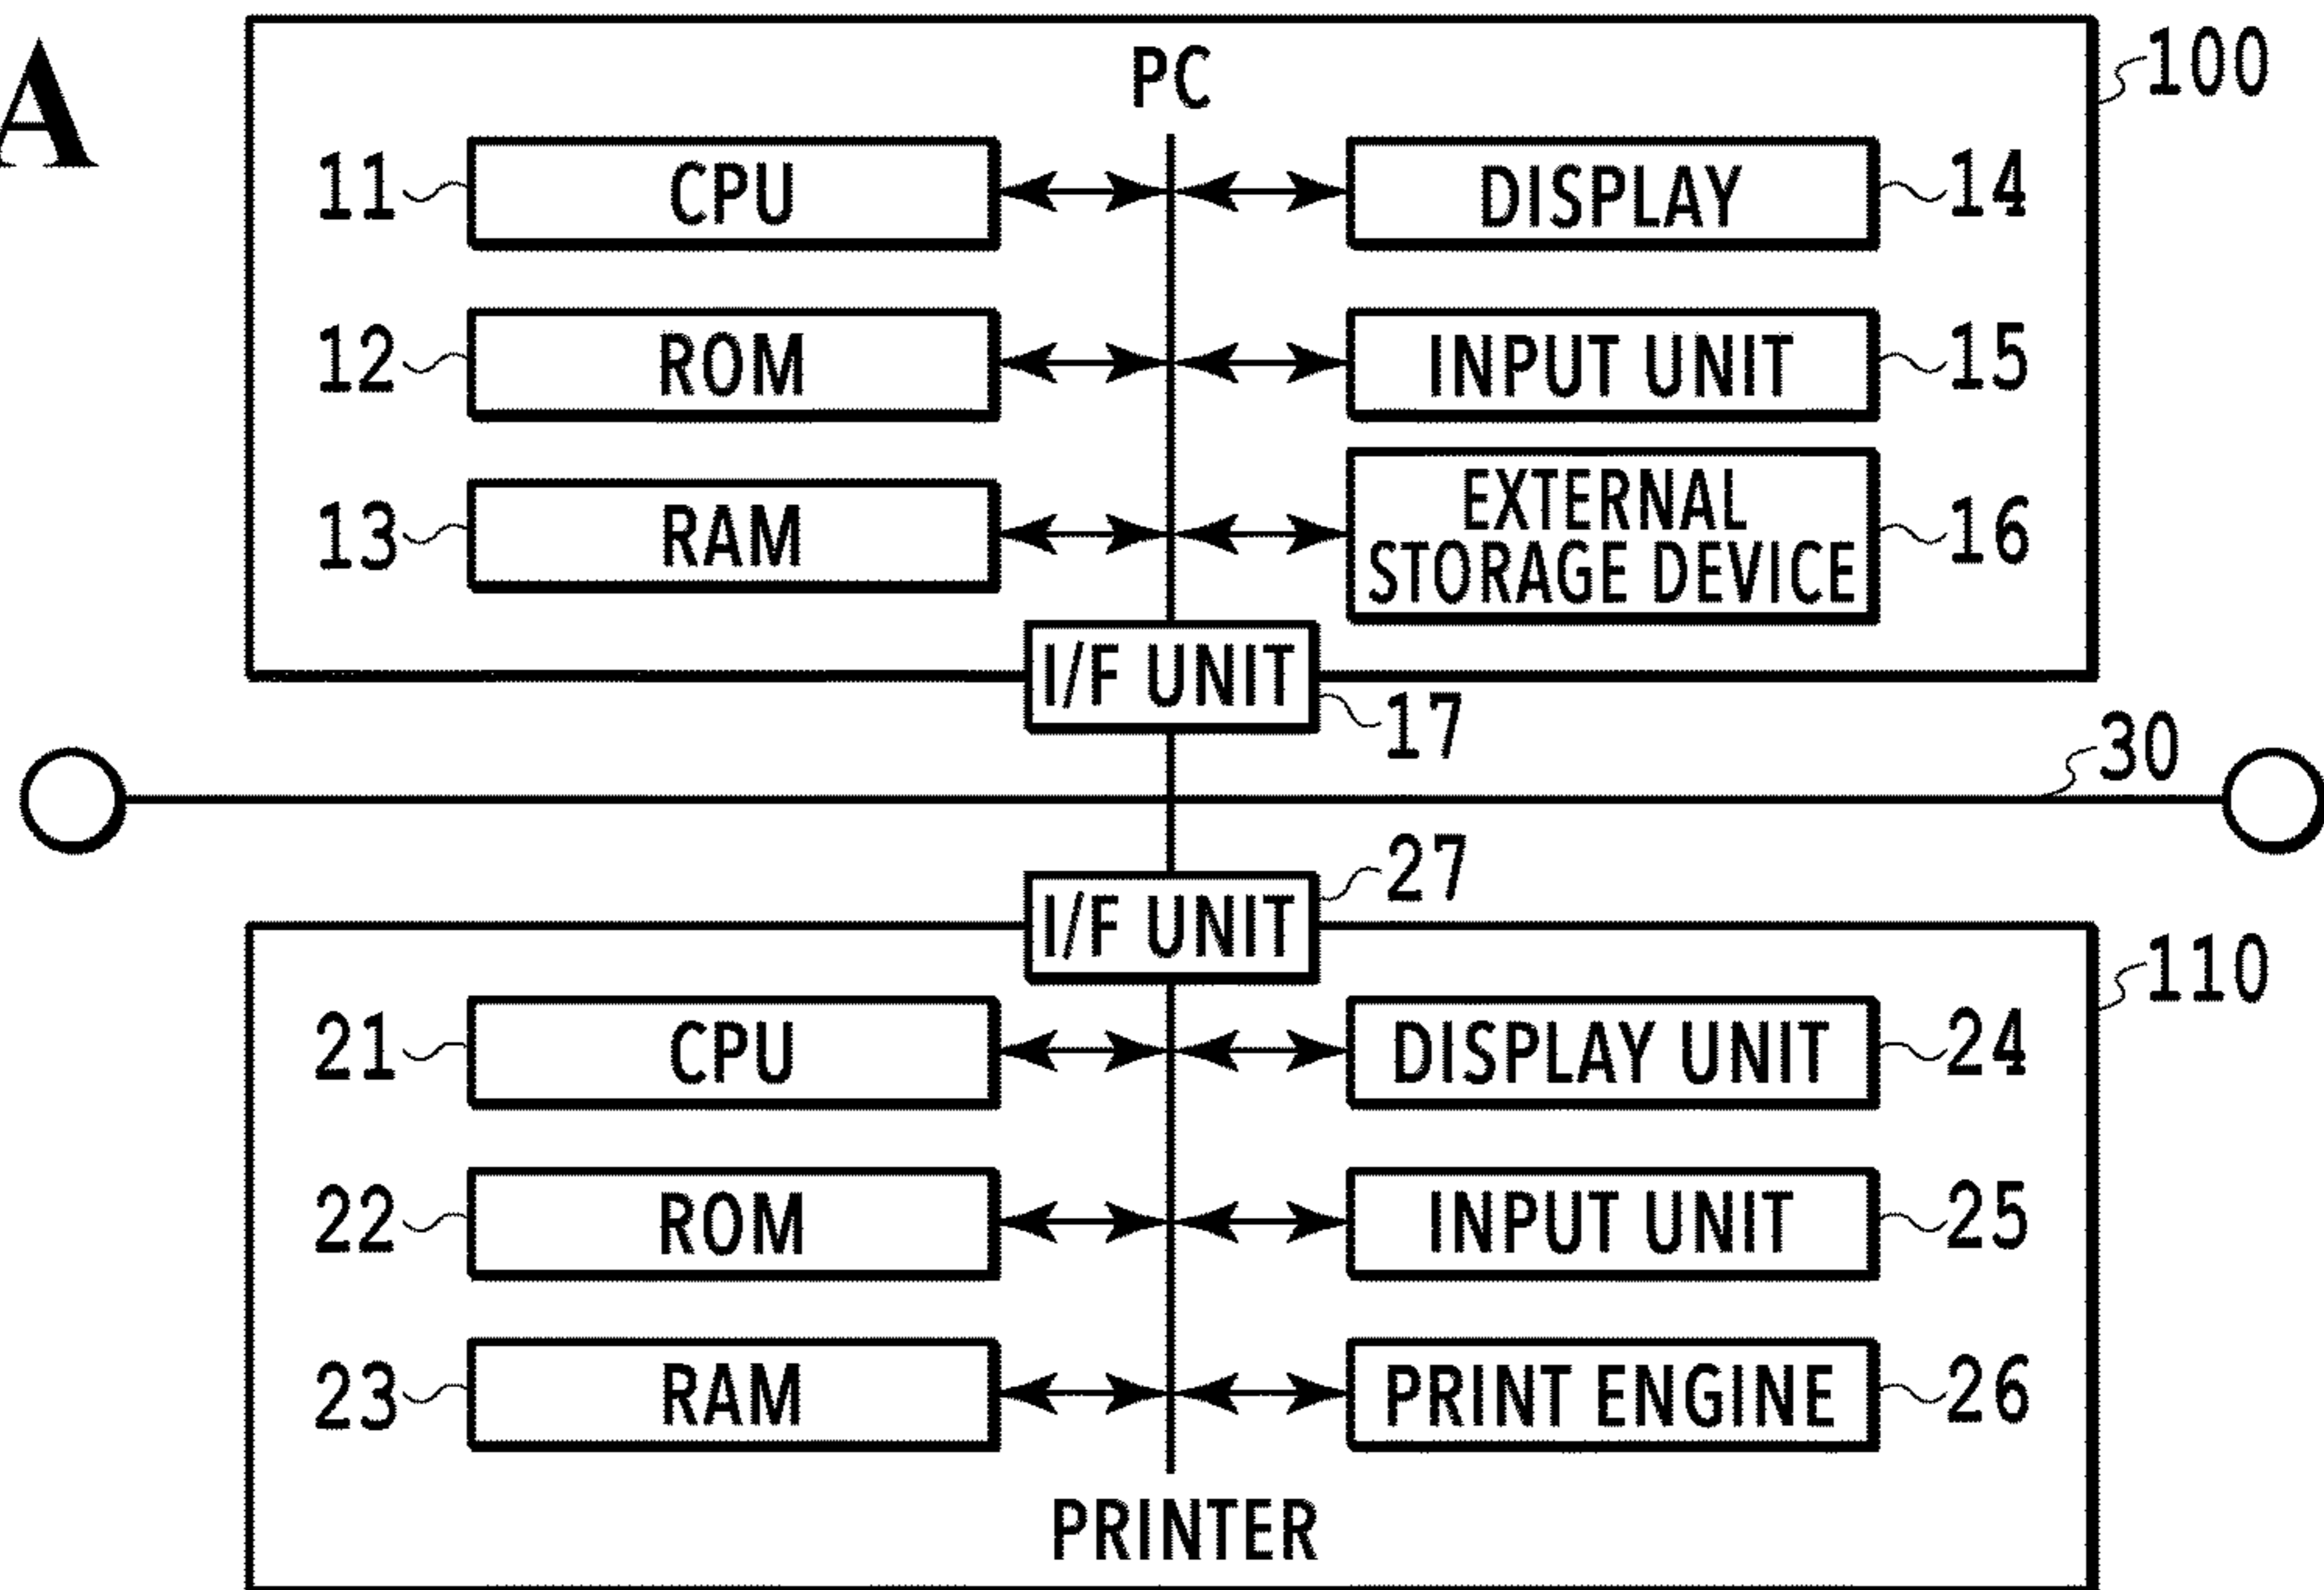 A
PC
100
11 CPU DISPLAY 14
12 ROM INPUT UNIT 15
13 RAM EXTERNAL STORAGE DEVICE 16
I/F UNIT
17
30
27
I/F UNIT
110
21 CPU DISPLAY UNIT 24
22 ROM INPUT UNIT 25
23 RAM PRINT ENGINE 26
PRINTER